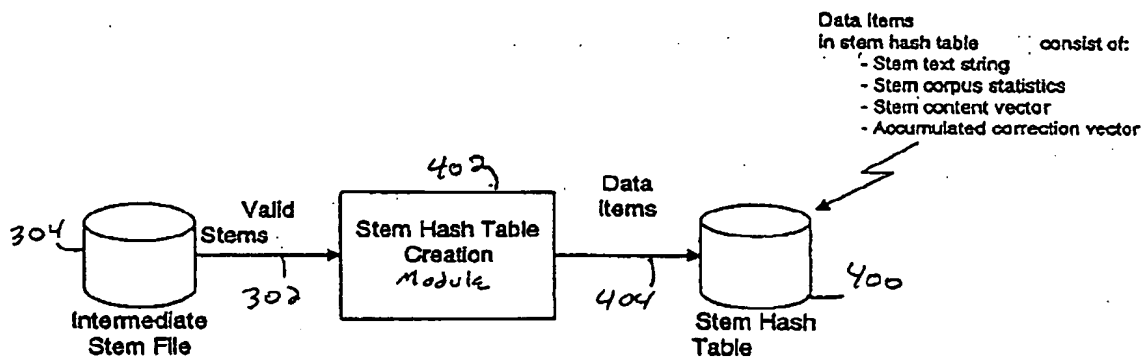 Data Items
in stem hash table consist of:
- Stem text string
- Stem corpus statistics
- Stem content vector
- Accumulated correction vector
402
304
Valid
Stems
302
Stem Hash Table
Creation
Module
Data
Items
404
400
Intermediate
Stem File
Stem Hash
Table